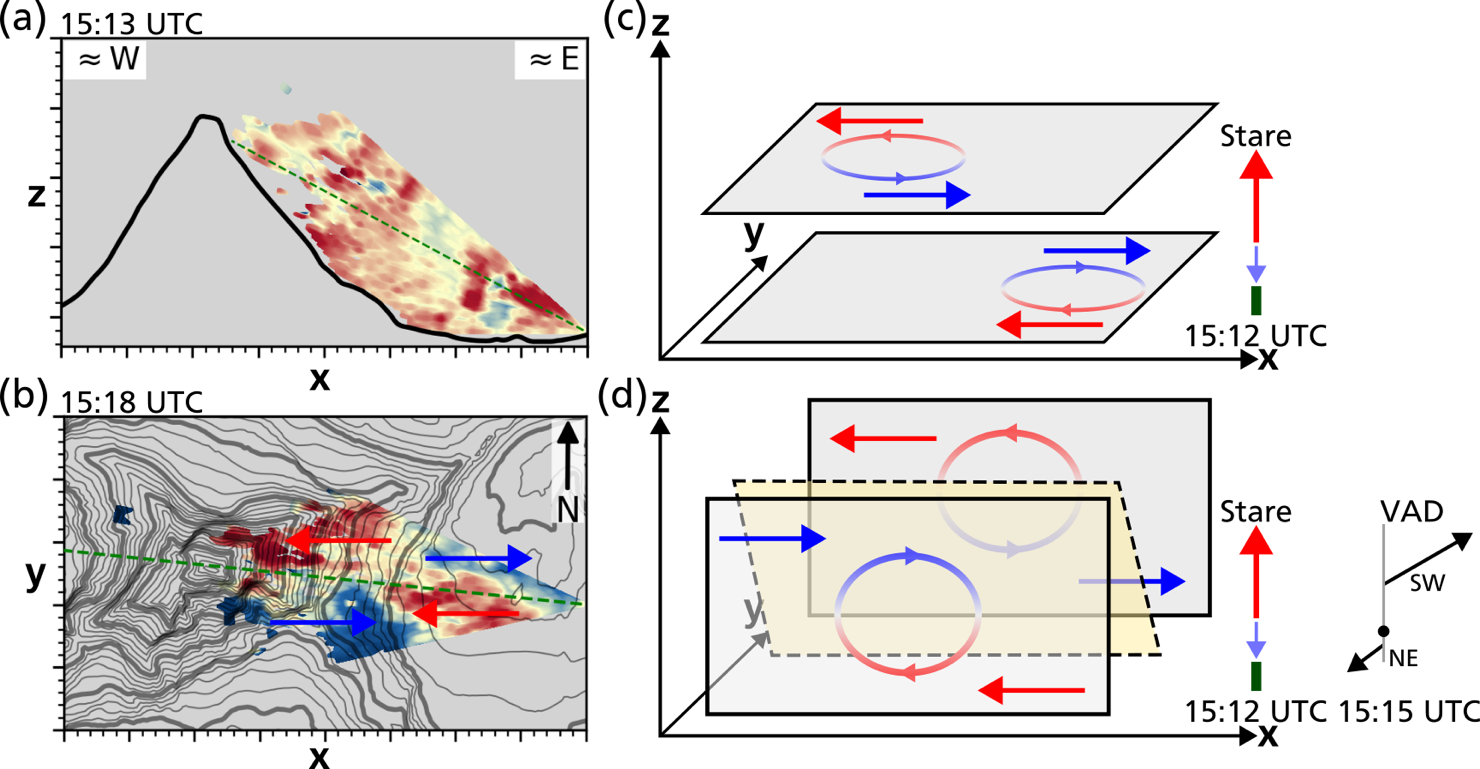 (a) 15:13 UTC
≈ W
≈ E
z
x
(b) 15:18 UTC
N
y
x
(c)
z
y
x
Stare
15:12 UTC
(d)
z
y
x
Stare
15:12 UTC
VAD
SW
NE
15:15 UTC